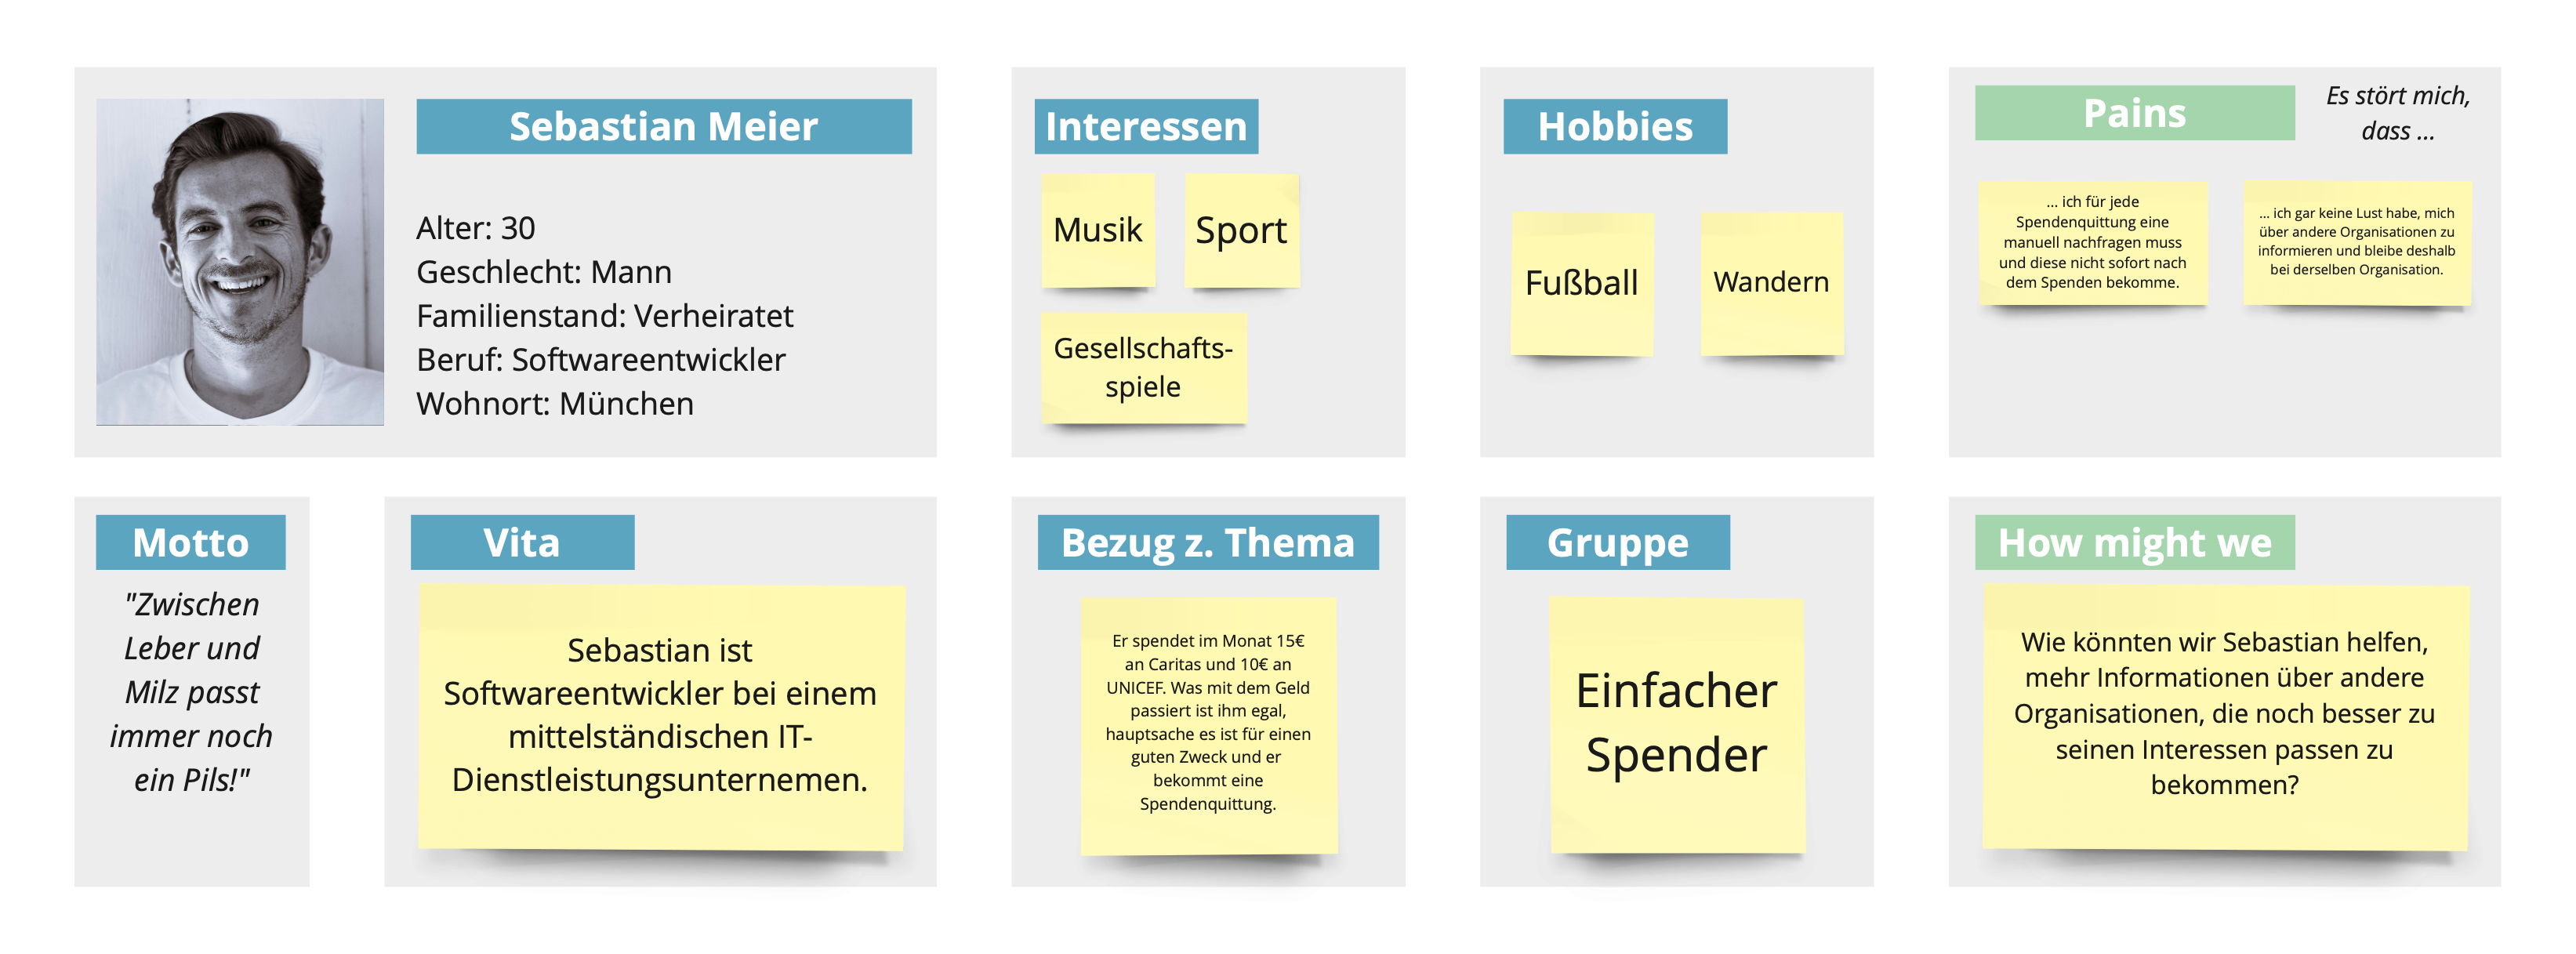 Sebastian Meier
Alter: 30
Geschlecht: Mann
Familienstand: Verheiratet
Beruf: Softwareentwickler
Wohnort: München
Interessen
Musik
Sport
Gesellschafts-
spiele
Hobbies
Fußball
Wandern
Pains
Es stört mich,
dass ...
... ich für jede
Spendenquittung eine
manuell nachfragen muss
und diese nicht sofort nach
dem Spenden bekomme.
... ich gar keine Lust habe, mich
über andere Organisationen zu
informieren und bleibe deshalb
bei derselben Organisation.
Motto
"Zwischen
Leber und
Milz passt
immer noch
ein Pils!"
Vita
Sebastian ist
Softwareentwickler bei einem
mittelständischen IT-
Dienstleistungsunternemen.
Bezug z. Thema
Er spendet im Monat 15€
an Caritas und 10€ an
UNICEF. Was mit dem Geld
passiert ist ihm egal,
hauptsache es ist für einen
guten Zweck und er
bekommt eine
Spendenquittung.
Gruppe
Einfacher
Spender
How might we
Wie könnten wir Sebastian helfen,
mehr Informationen über andere
Organisationen, die noch besser zu
seinen Interessen passen zu
bekommen?